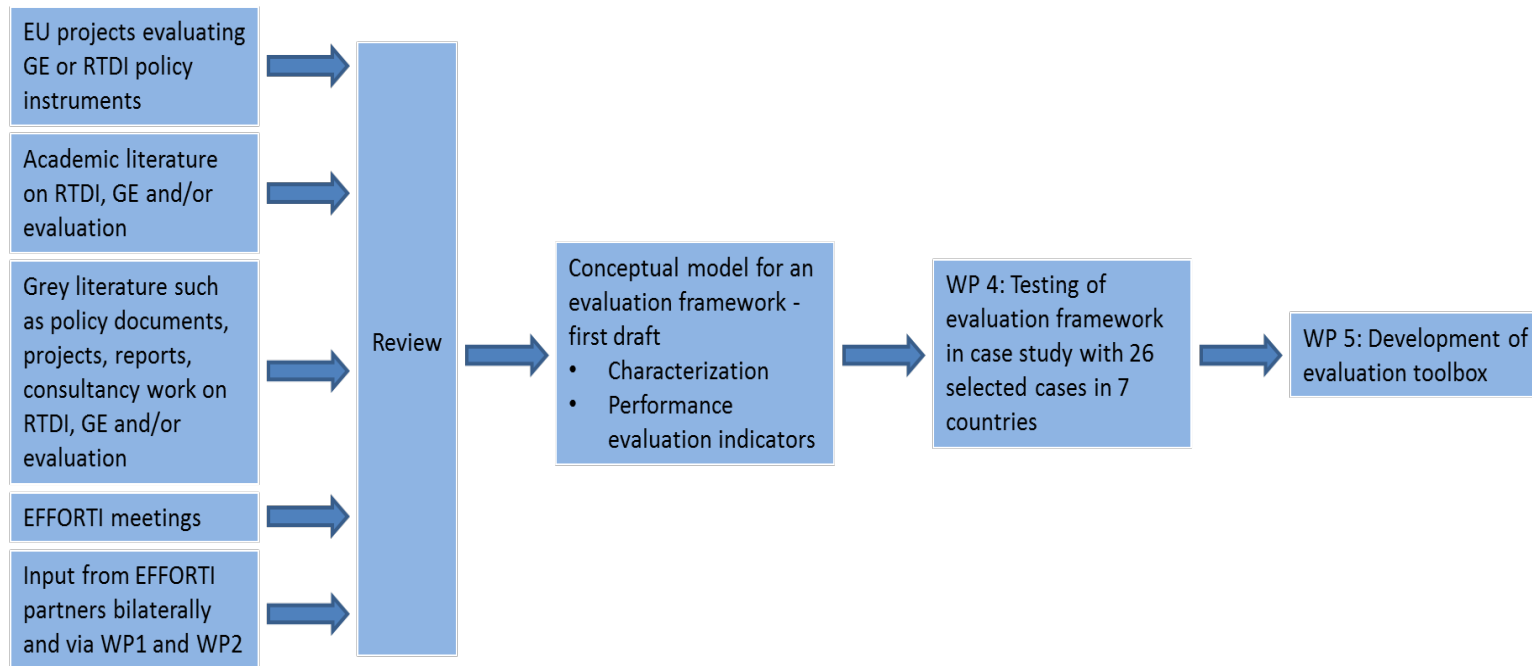 EU projects evaluating
GE or RTDI policy
instruments
Academic literature
on RTDI, GE and/or
evaluation
Grey literature such
as policy documents,
projects, reports,
consultancy work on
RTDI, GE and/or
evaluation
EFFORTI meetings
Input from EFFORTI
partners bilaterally
and via WP1 and WP2
Review
Conceptual model for an
evaluation framework -
first draft
• Characterization
• Performance
evaluation indicators
WP 4: Testing of
evaluation framework
in case study with 26
selected cases in 7
countries
WP 5: Development of
evaluation toolbox